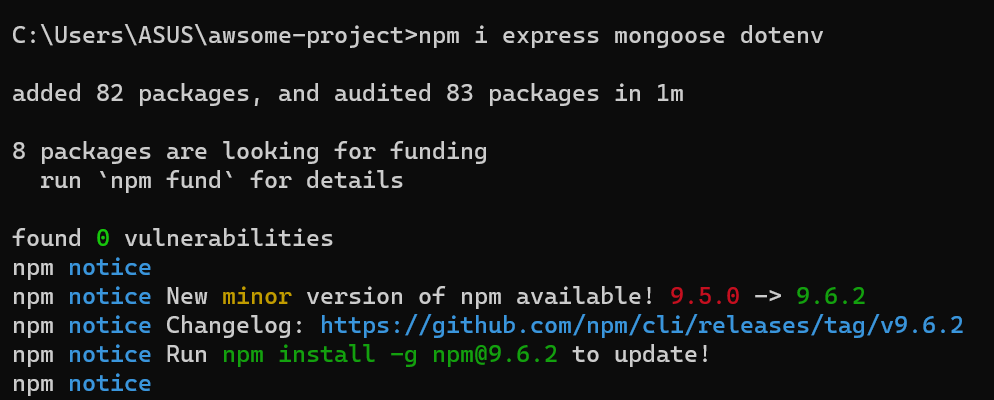 C:\Users\ASUS\awsome-project>npm i express mongoose dotenv
added 82 packages, and audited 83 packages in 1m
8 packages are looking for funding
  run `npm fund` for details
found 0 vulnerabilities
npm notice
npm notice New minor version of npm available! 9.5.0 -> 9.6.2
npm notice Changelog: https://github.com/npm/cli/releases/tag/v9.6.2
npm notice Run npm install -g npm@9.6.2 to update!
npm notice